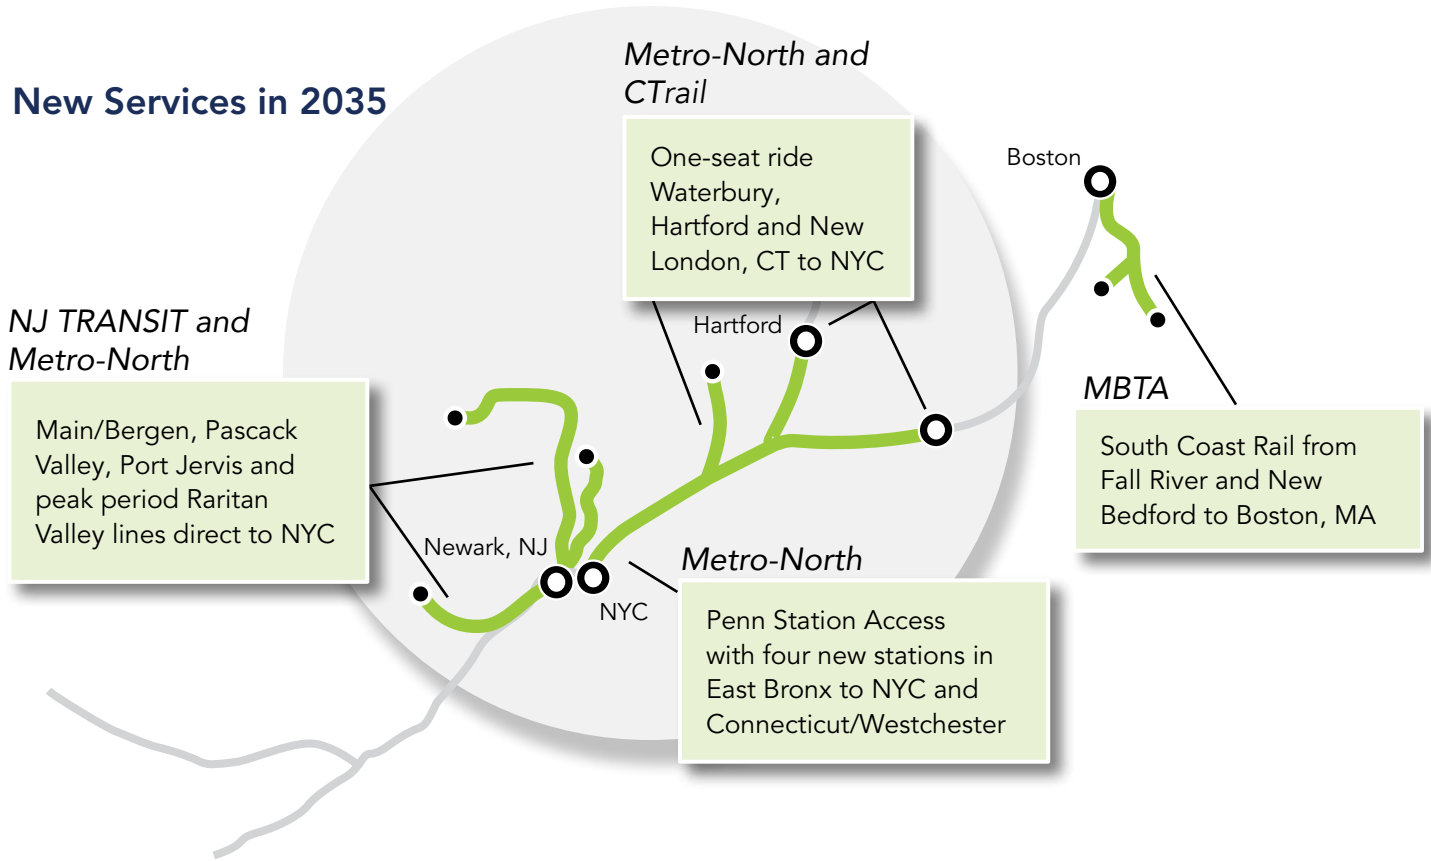 New Services in 2035
Metro-North and
CTrail
One-seat ride
Waterbury,
Hartford and New
London, CT to NYC
Boston
Hartford
NJ TRANSIT and
Metro-North
Main/Bergen, Pascack
Valley, Port Jervis and
peak period Raritan
Valley lines direct to NYC
MBTA
South Coast Rail from
Fall River and New
Bedford to Boston, MA
Newark, NJ
NYC
Metro-North
Penn Station Access
with four new stations in
East Bronx to NYC and
Connecticut/Westchester